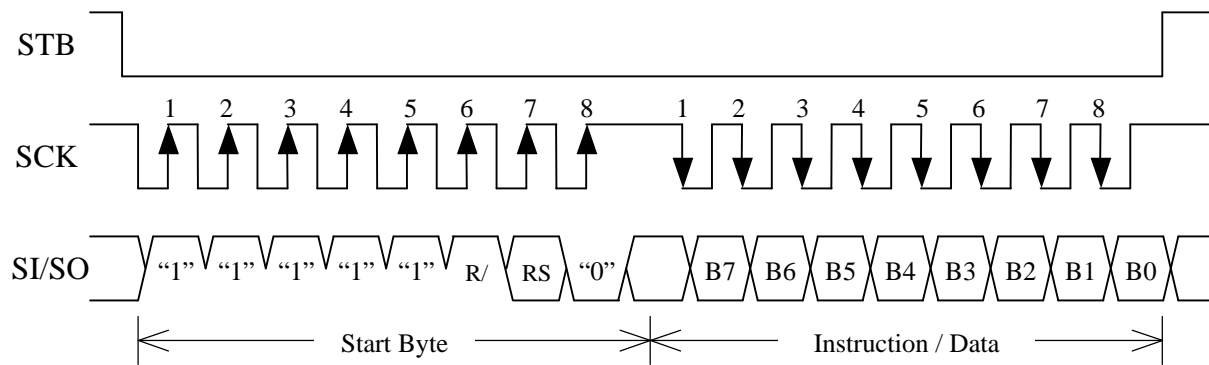 STB
1 2 3 4 5 6 7 8 1 2 3 4 5 6 7 8
SCK
SI/SO “1” “1” “1” “1” “1” R/ RS “0” B7 B6 B5 B4 B3 B2 B1 B0
Start Byte Instruction / Data